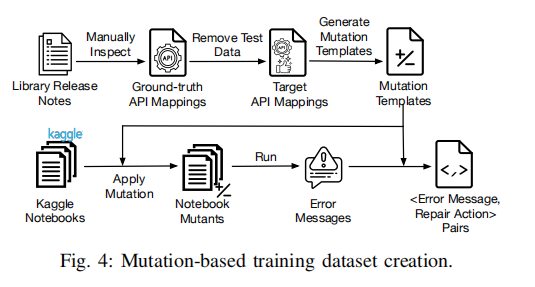 Manually
Inspect
Remove Test
Data
Generate
Mutation
Templates
API
API
+/-
Library Release
Notes
Ground-truth
API Mappings
Target
API Mappings
Mutation
Templates
kaggle
Apply
Mutation
Run
+/-
<,>
Kaggle
Notebooks
Notebook
Mutants
Error
Messages
<Error Message,
Repair Action>
Pairs
Fig. 4: Mutation-based training dataset creation.